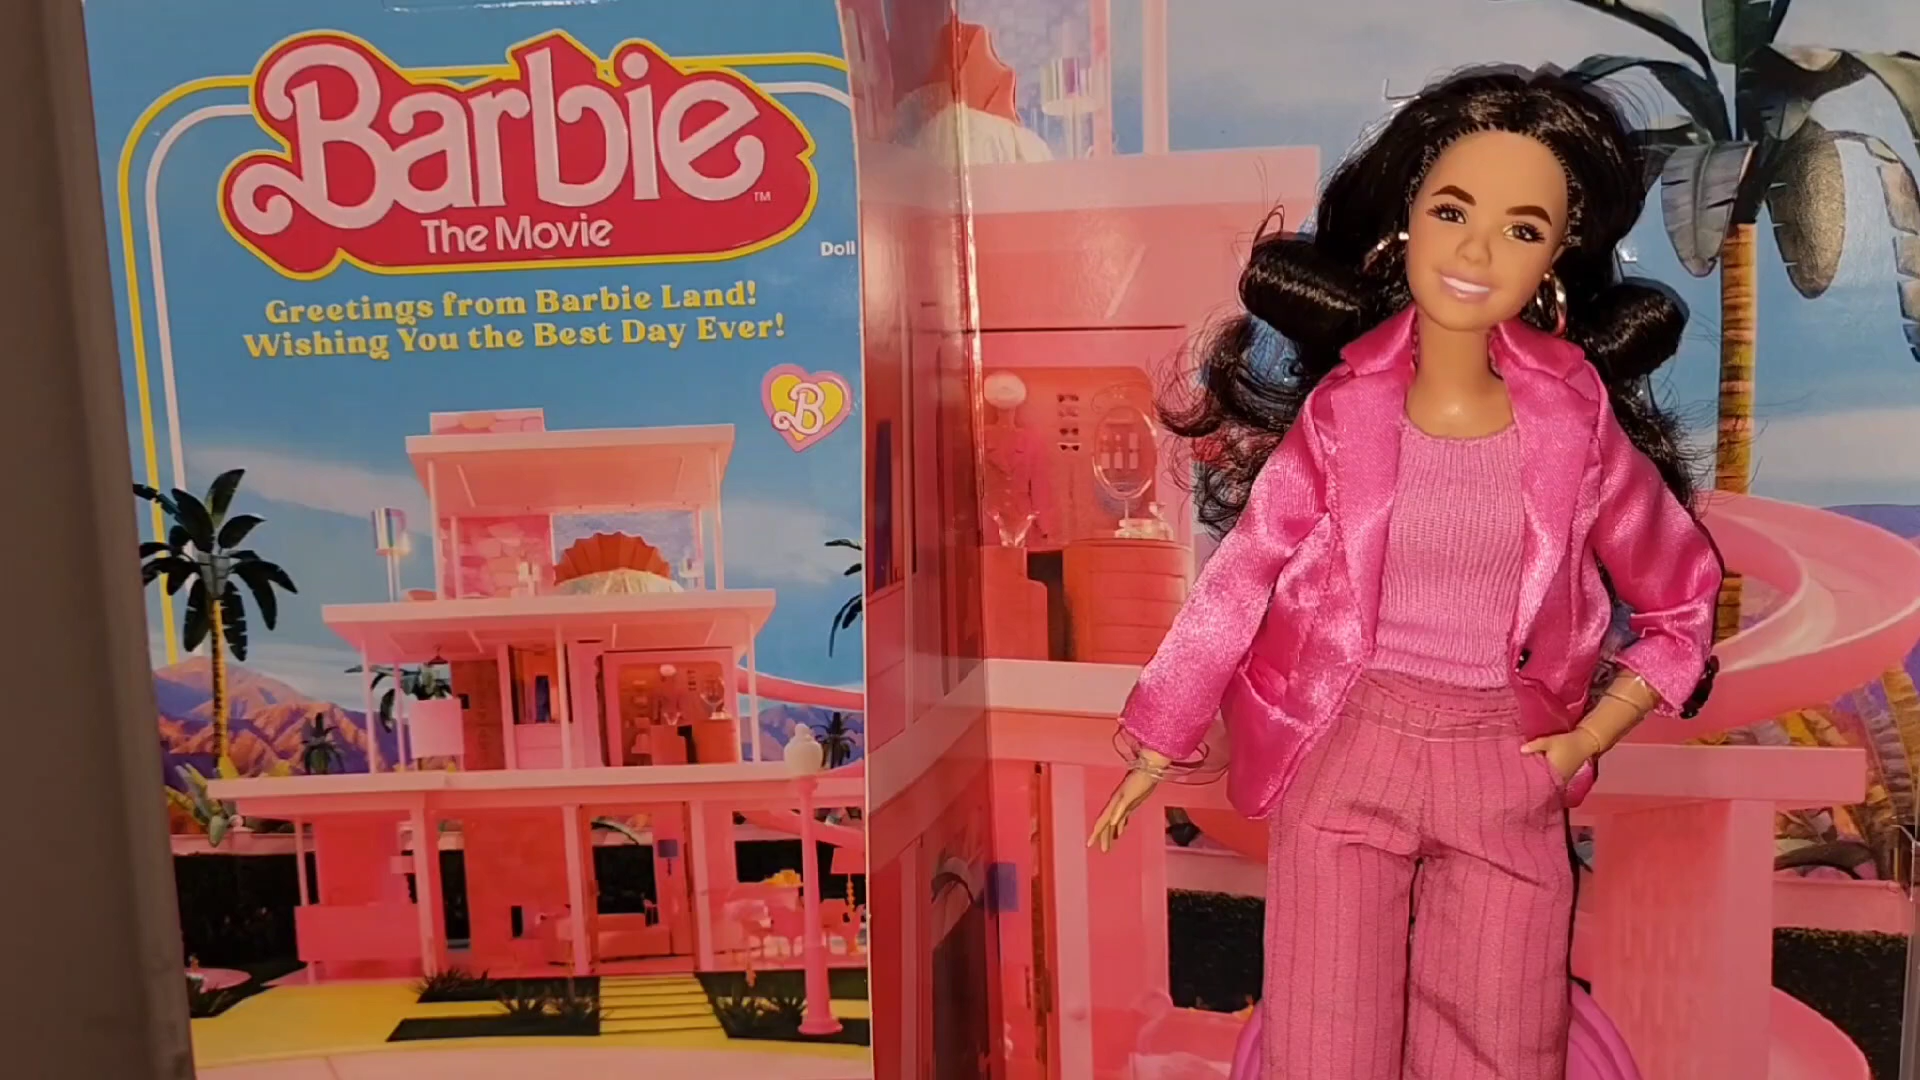 Barbie
The Movie
TM
Doll
Greetings from Barbie Land!
Wishing You the Best Day Ever!
B